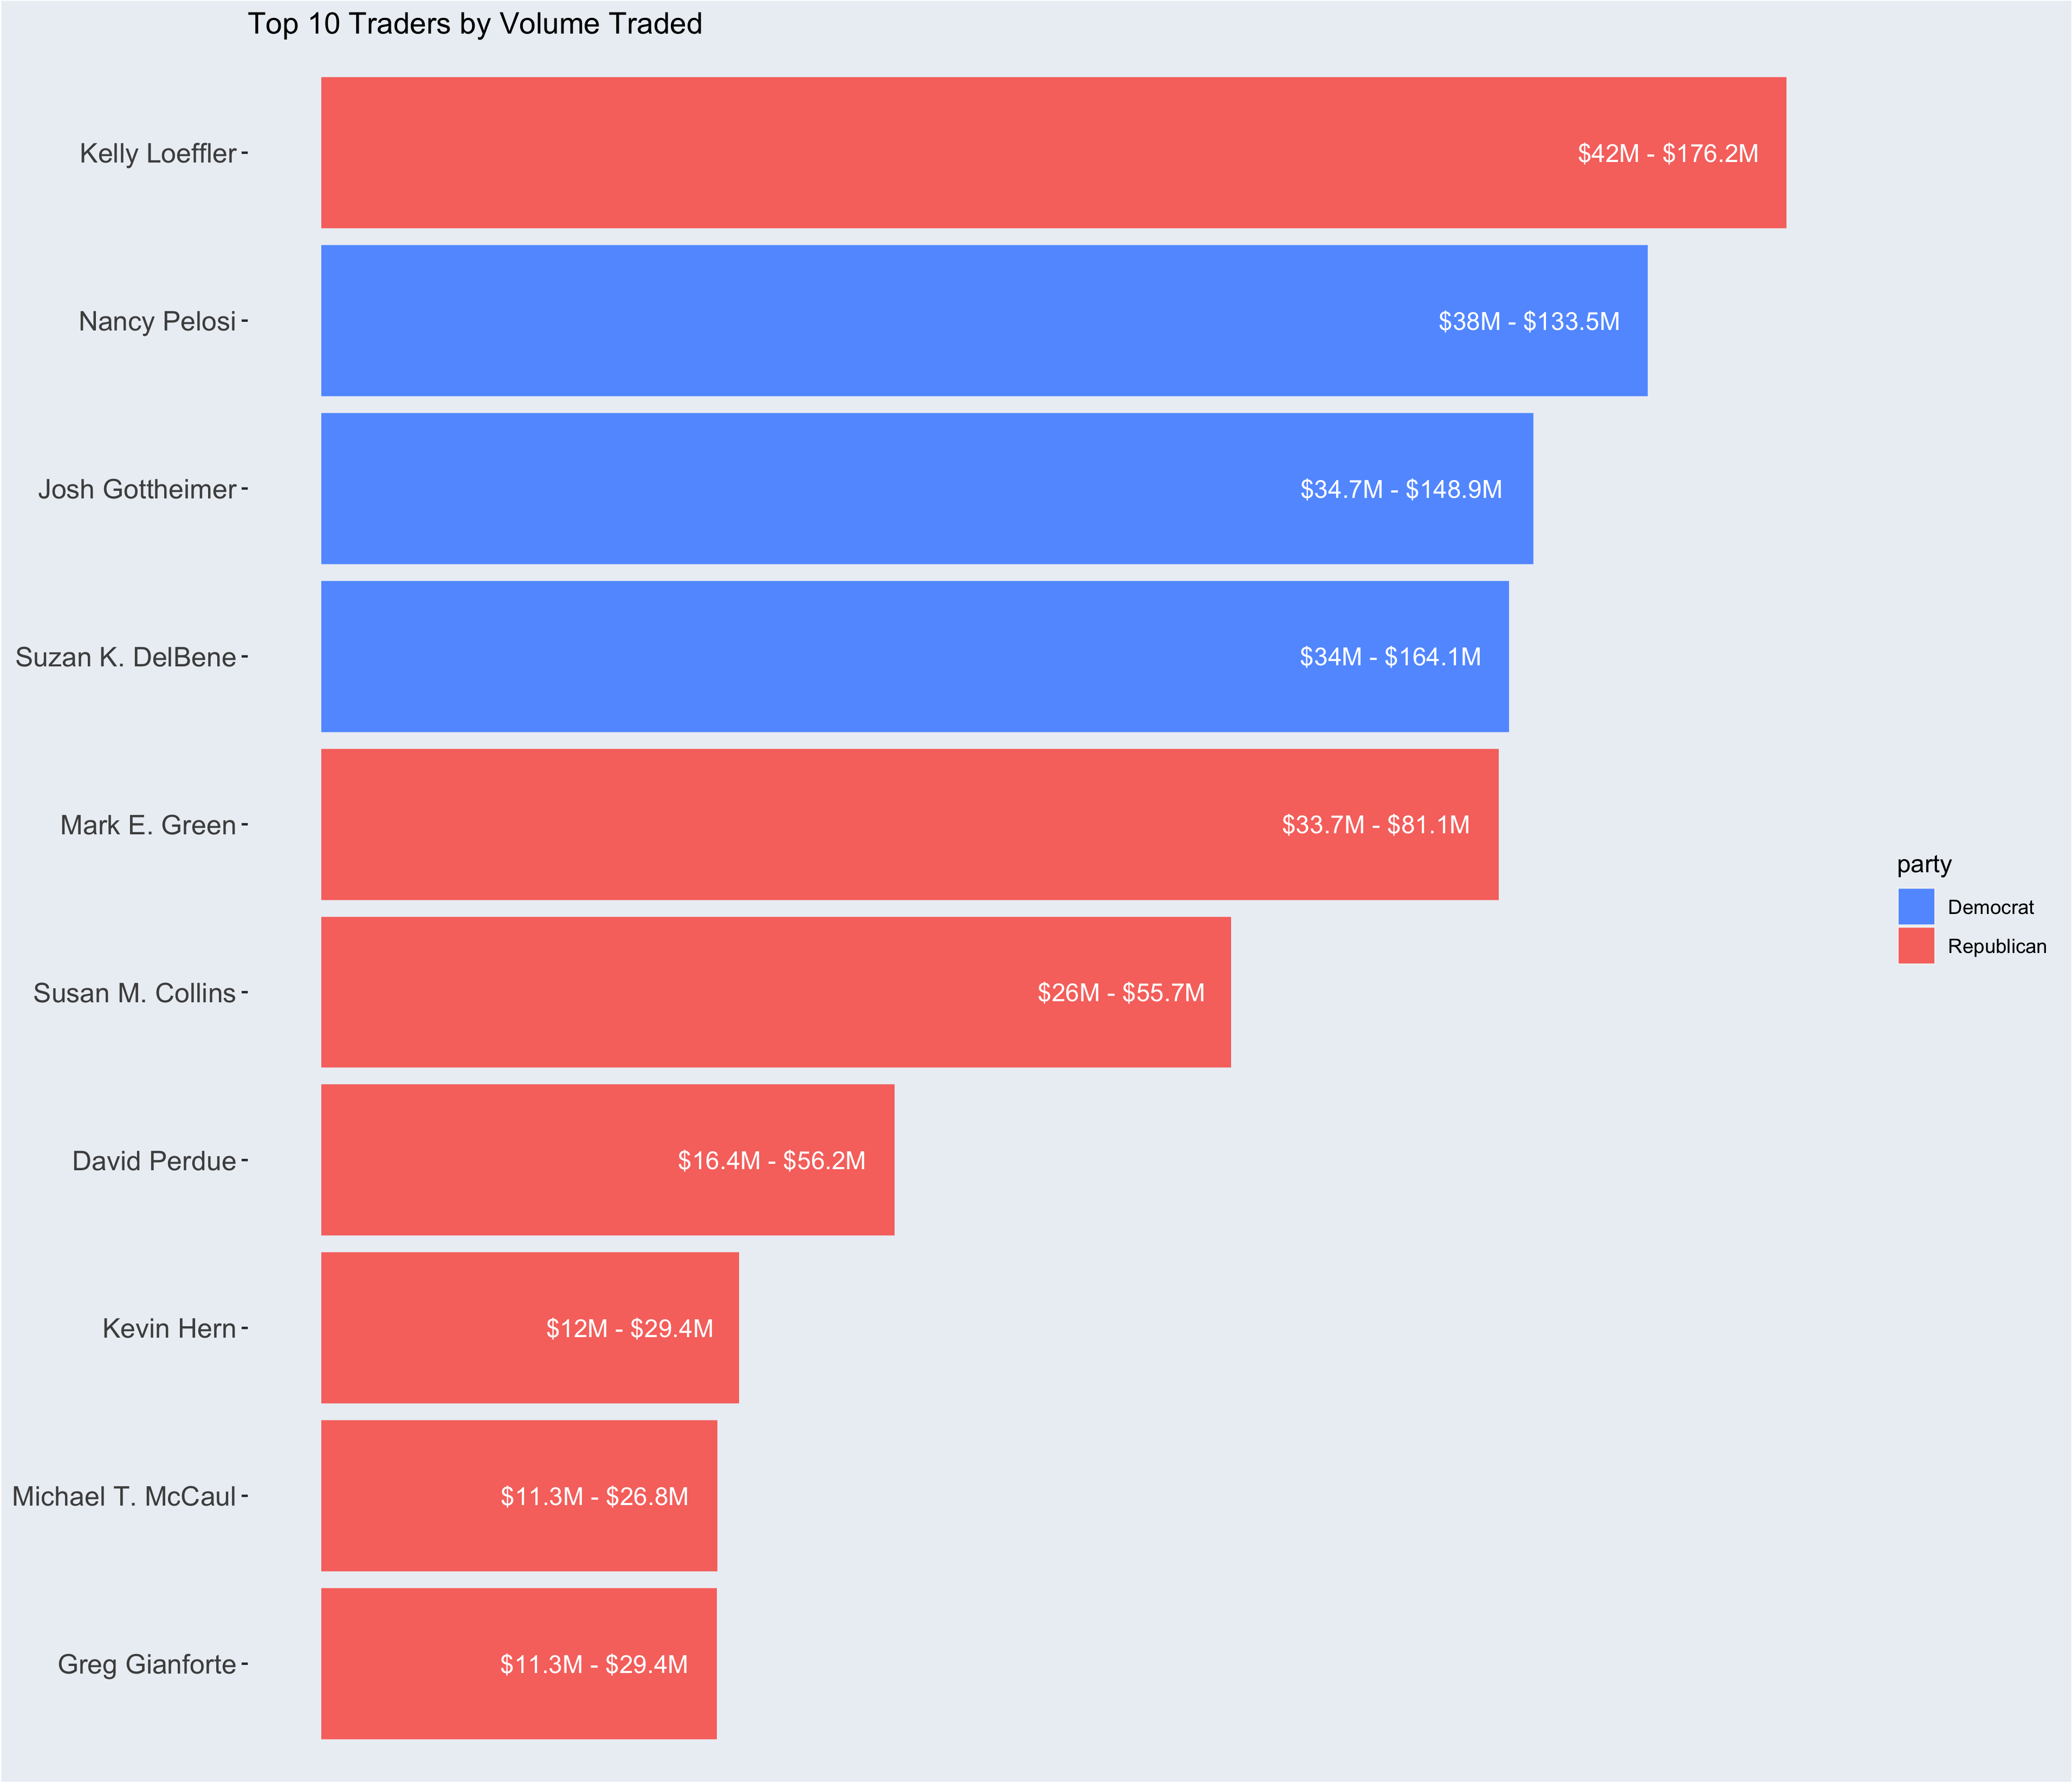 Top 10 Traders by Volume Traded
Kelly Loeffler
$42M - $176.2M
Nancy Pelosi
$38M - $133.5M
Josh Gottheimer
$34.7M - $148.9M
Suzan K. DelBene
$34M - $164.1M
Mark E. Green
$33.7M - $81.1M
Susan M. Collins
$26M - $55.7M
David Perdue
$16.4M - $56.2M
Kevin Hern
$12M - $29.4M
Michael T. McCaul
$11.3M - $26.8M
Greg Gianforte
$11.3M - $29.4M
party
Democrat
Republican